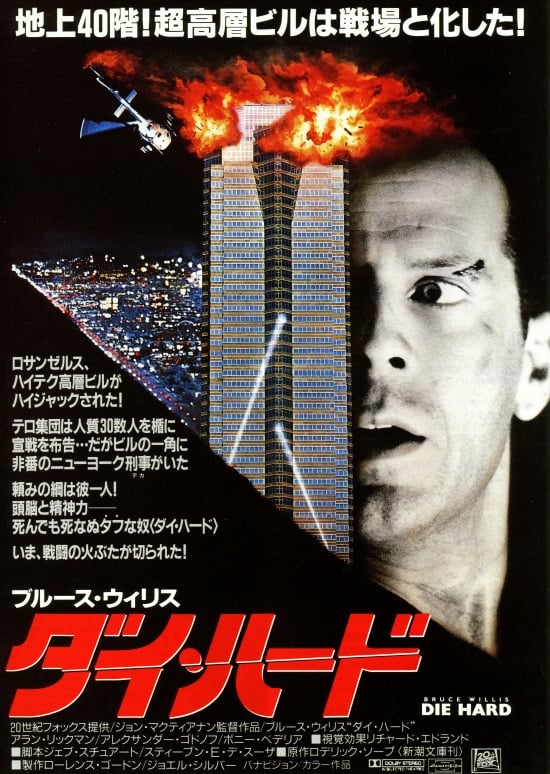 地上40階!超高層ビルは戦場と化した!
ロサンゼルス、
ハイテク高層ビルが
ハイジャックされた!
テロ集団は人質30数人を楯に
宣戦を布告…だがビルの一角に
非番のニューヨーク刑事がいた
デカ
頼みの綱は彼一人!
頭脳と精神力――
死んでも死なぬタフな奴〈ダイ・ハード〉
いま、戦闘の火ぶたが切られた!
ブルース・ウィリス
ダイ・ハード
BRUCE WILLIS
DIE HARD
20世紀フォックス提供/ジョン・マクティアナン監督作品/ブルース・ウィリス“ダイ・ハード”
アラン・リックマン/アレクサンダー・ゴドノフ/ボニー・ベデリア ■視覚効果リチャード・エドランド
■脚本ジェブ・スチュアート/スティーブン・E・デ・スーザ ■原作ロデリック・ソープ(新潮文庫刊)
■製作ローレンス・ゴードン/ジョエル・シルバー パナビジョン/カラー作品
DOLBY STEREO
IN SELECTED THEATRES
20th
CENTURY
FOX